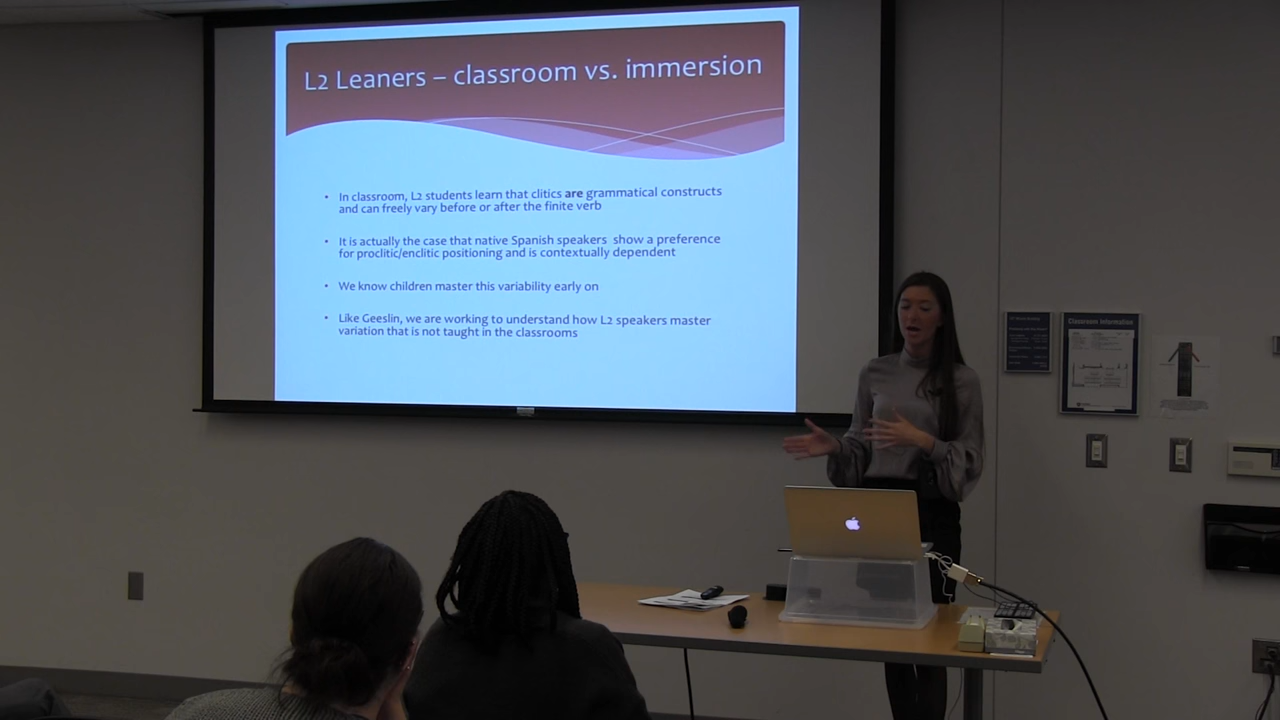 L2 Leaners – classroom vs. immersion
• In classroom, L2 students learn that clitics are grammatical constructs
and can freely vary before or after the finite verb
• It is actually the case that native Spanish speakers show a preference
for proclitic/enclitic positioning and is contextually dependent
• We know children master this variability early on
• Like Geeslin, we are working to understand how L2 speakers master
variation that is not taught in the classrooms
Classroom Information